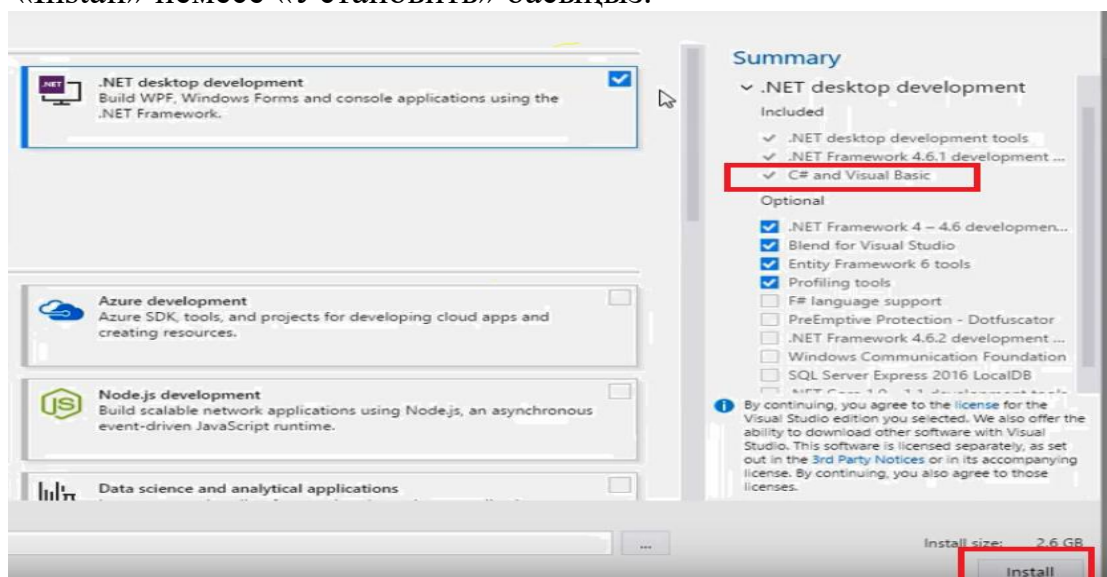 «Install» немесе «Установить» басыңыз.
.NET desktop development
Build WPF, Windows Forms and console applications using the
.NET Framework.
Azure development
Azure SDK, tools, and projects for developing cloud apps and
creating resources.
Node.js development
Build scalable network applications using Node.js, an asynchronous
event-driven JavaScript runtime.
Data science and analytical applications
...
Summary
.NET desktop development
Included
.NET desktop development tools
.NET Framework 4.6.1 development ...
C# and Visual Basic
Optional
.NET Framework 4 – 4.6 developmen...
Blend for Visual Studio
Entity Framework 6 tools
Profiling tools
F# language support
PreEmptive Protection - Dotfuscator
.NET Framework 4.6.2 development ...
Windows Communication Foundation
SQL Server Express 2016 LocalDB
By continuing, you agree to the license for the
Visual Studio edition you selected. We also offer the
ability to download other software with Visual
Studio. This software is licensed separately, as set
out in the 3rd Party Notices or in its accompanying
license. By continuing, you also agree to those
licenses.
Install size: 2.6 GB
Install